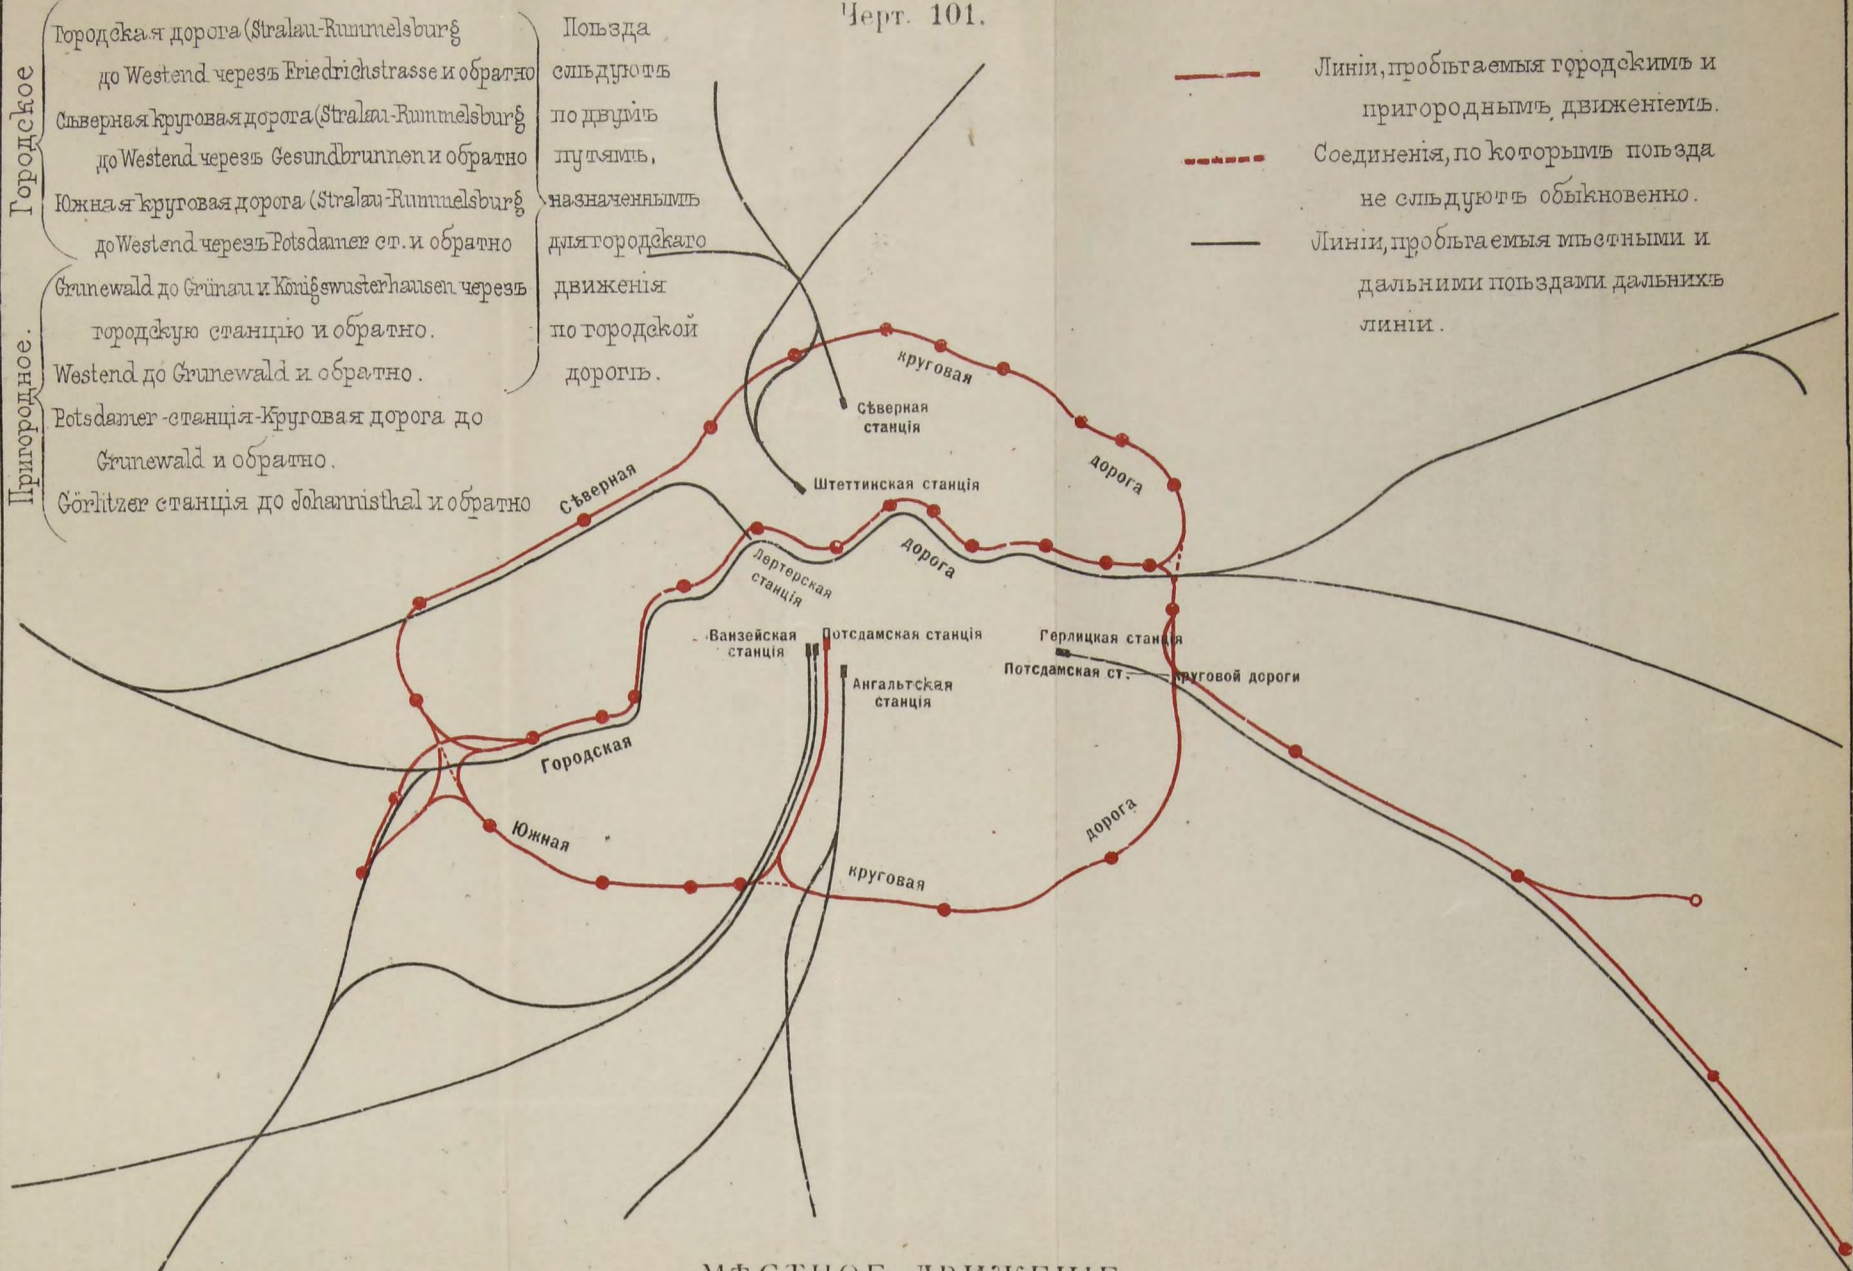 Черт. 101.
Городское
Городская дорога (Stralau-Rummelsburg
до Westend черезъ Friedrichstrasse и обратно
Сѣверная круговая дорога (Stralau-Rummelsburg
до Westend черезъ Gesundbrunnen и обратно
Южная круговая дорога (Stralau-Rummelsburg
до Westend черезъ Potsdamer ст. и обратно
Пригородное.
Grunewald до Grünau и Königswusterhausen черезъ
городскую станцію и обратно.
Westend до Grunewald и обратно.
Potsdamer-станція-Круговая дорога до
Grunewald и обратно.
Görlitzer станція до Johannisthal и обратно
Поѣзда
слѣдуютъ
по двумъ
путямъ,
назначеннымъ
для городскаго
движенія
по городской
дорогѣ.
Линіи, пробѣгаемыя городскимъ и
пригороднымъ движеніемъ.
Соединенія, по которымъ поѣзда
не слѣдуютъ обыкновенно.
Линіи, пробѣгаемыя мѣстными и
дальними поѣздами дальнихъ
линіи.
круговая
Сѣверная
станція
дорога
Сѣверная
Штеттинская станція
дорога
Лертерская
станція
Ванзейская
станція
Потсдамская станція
Герлицкая станція
Потсдамская ст. круговой дороги
Ангальтская
станція
Городская
Южная
дорога
круговая
МѢСТНОЕ ДВИЖЕНІЕ